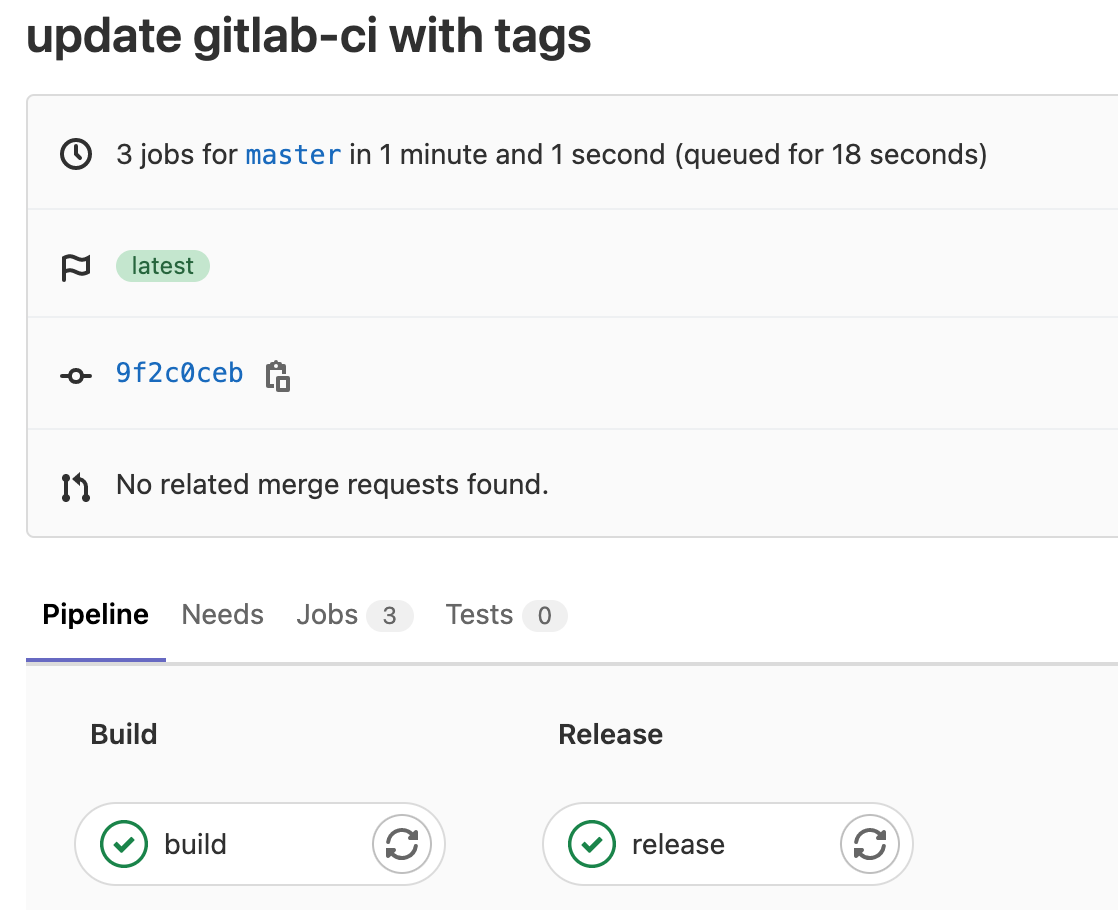 update gitlab-ci with tags
3 jobs for master in 1 minute and 1 second (queued for 18 seconds)
latest
9f2c0ceb
No related merge requests found.
Pipeline Needs Jobs 3 Tests 0
Build Release
build release